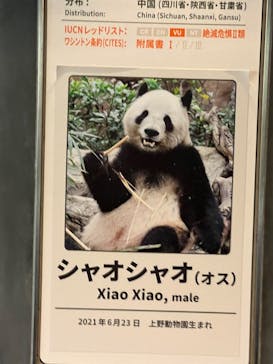 分布： 中国 (四川省・陝西省・甘粛省)
Distribution: China (Sichuan, Shaanxi, Gansu)
IUCNレッドリスト: CR EN VU NT 絶滅危惧Ⅱ類
ワシントン条約(CITES): 附属書 Ⅰ / Ⅱ / Ⅲ
シャオシャオ(オス)
Xiao Xiao, male
2021年6月23日 上野動物園生まれ